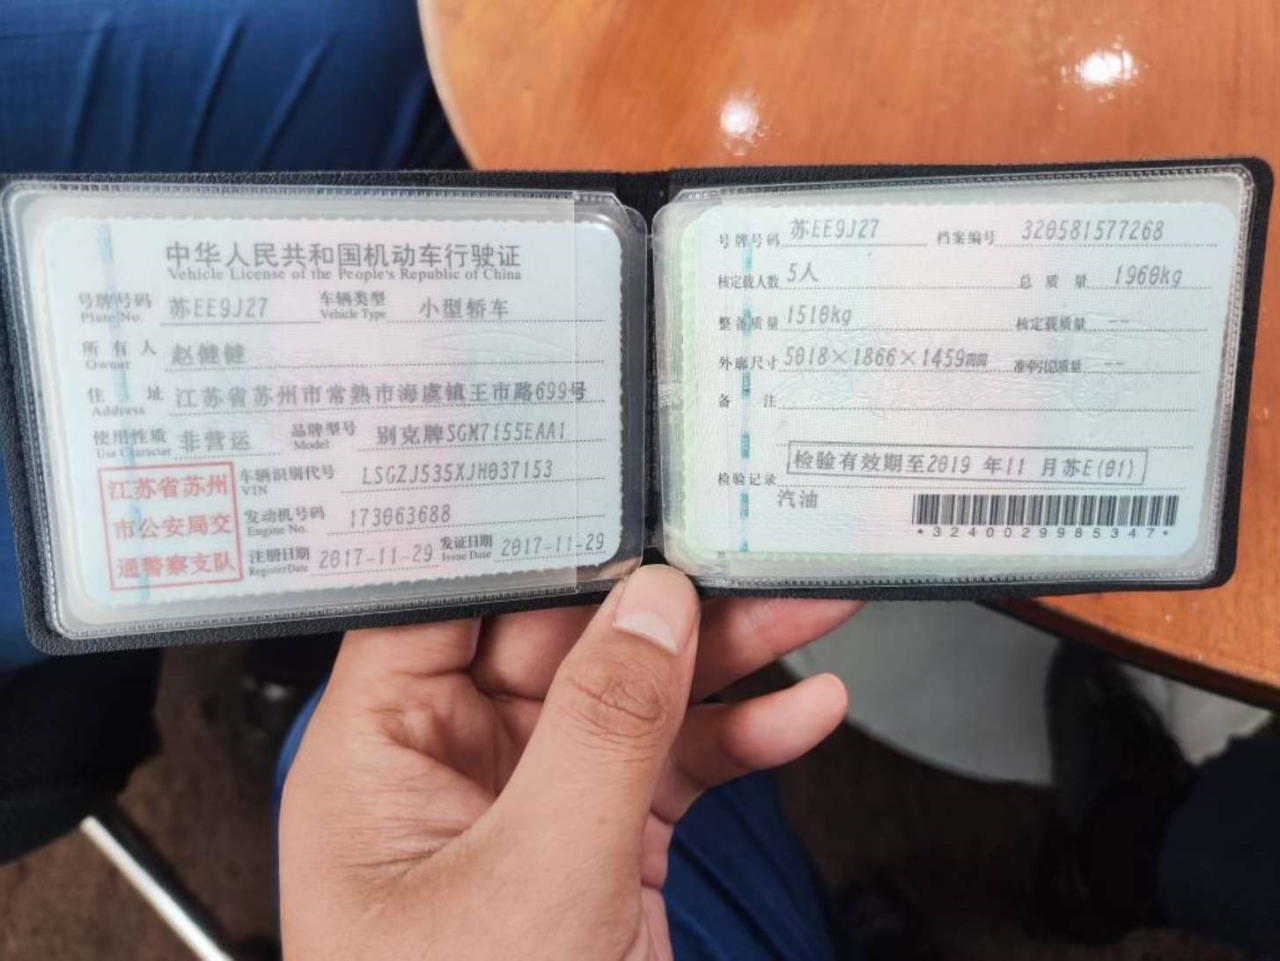 中华人民共和国机动车行驶证
Vehicle License of the People's Republic of China
号牌号码 苏EE9J27 车辆类型 小型轿车
Plate No. Vehicle Type
所有人 赵健健
Owner
住址 江苏省苏州市常熟市海虞镇王市路699号
Address
使用性质 非营运 品牌型号 别克牌SGM7155EAA1
Use Character Model
江苏省苏州
市公安局交
通警察支队
车辆识别代号 LSGZJ535XJH037153
VIN
发动机号码 173063688
Engine No.
注册日期 2017-11-29 发证日期 2017-11-29
Register Date Issue Date
号牌号码 苏EE9J27 档案编号 320581577268
核定载人数 5人 总质量 1960kg
整备质量 1510kg 核定载质量 --
外廓尺寸 5018×1866×1459mm 准牵引总质量 --
备注
检验有效期至2019年11月苏E(01)
检验记录
汽油
*3240029985347*